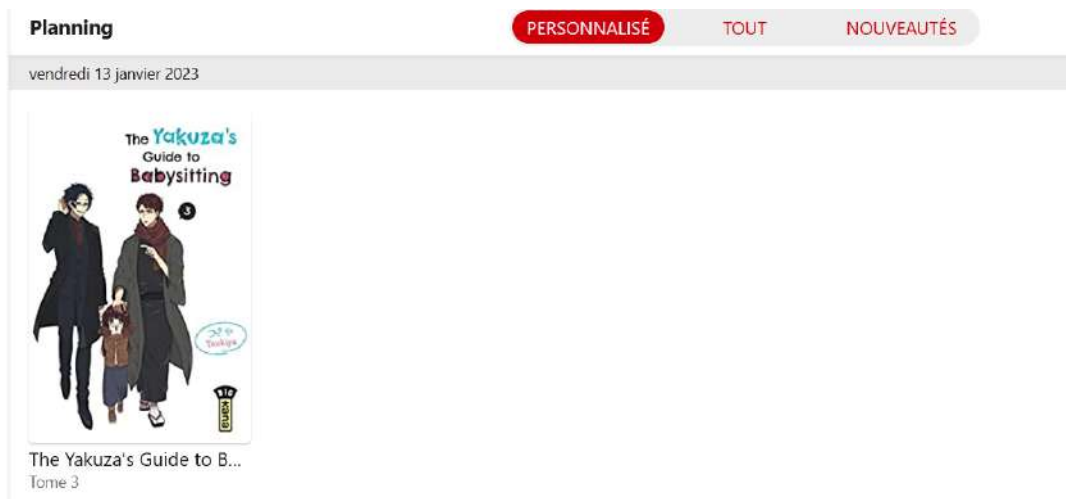 Planning
PERSONNALISÉ TOUT NOUVEAUTÉS
vendredi 13 janvier 2023
The Yakuza's
Guide to
Babysitting
3
Tsukiya
BIG
KANA
The Yakuza's Guide to B...
Tome 3